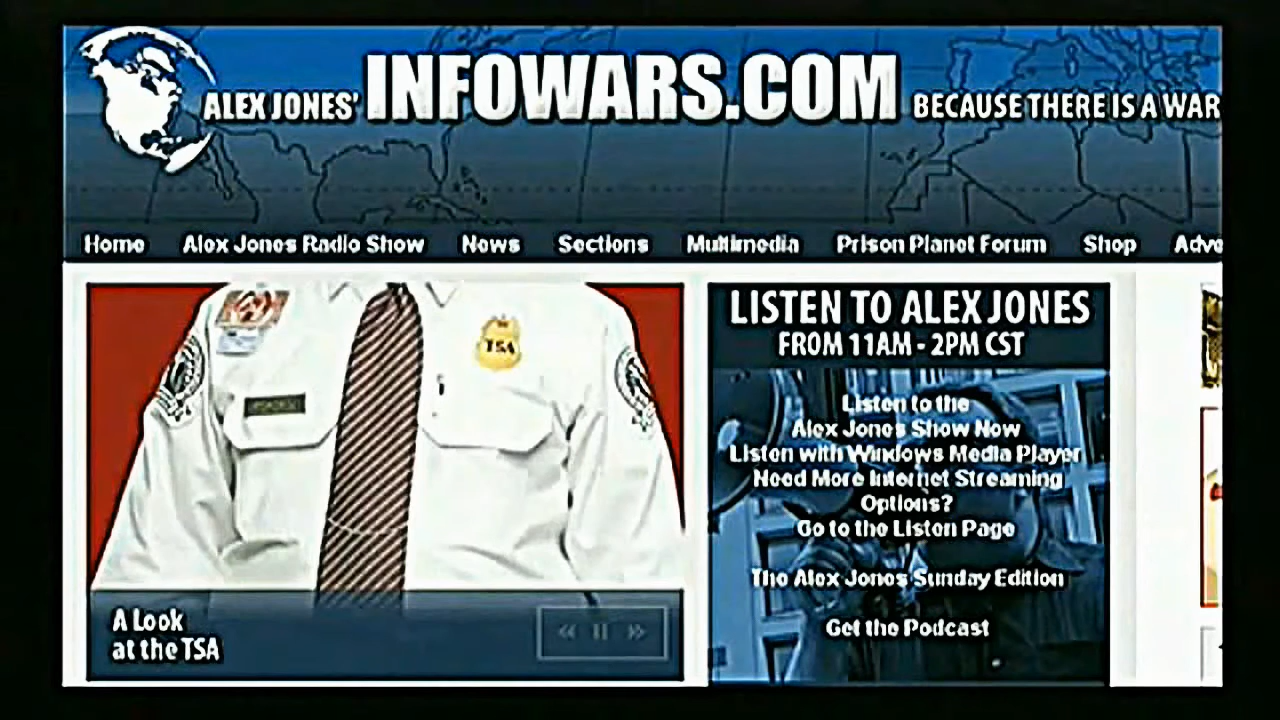 ALEX JONES' INFOWARS.COM BECAUSE THERE IS A WAR
Home Alex Jones Radio Show News Sections Multimedia Prison Planet Forum Shop Adve
TSA
LISTEN TO ALEX JONES
FROM 11AM - 2PM CST
Listen to the
Alex Jones Show Now
Listen with Windows Media Player
Need More Internet Streaming
Options?
Go to the Listen Page
The Alex Jones Sunday Edition
Get the Podcast
A Look
at the TSA